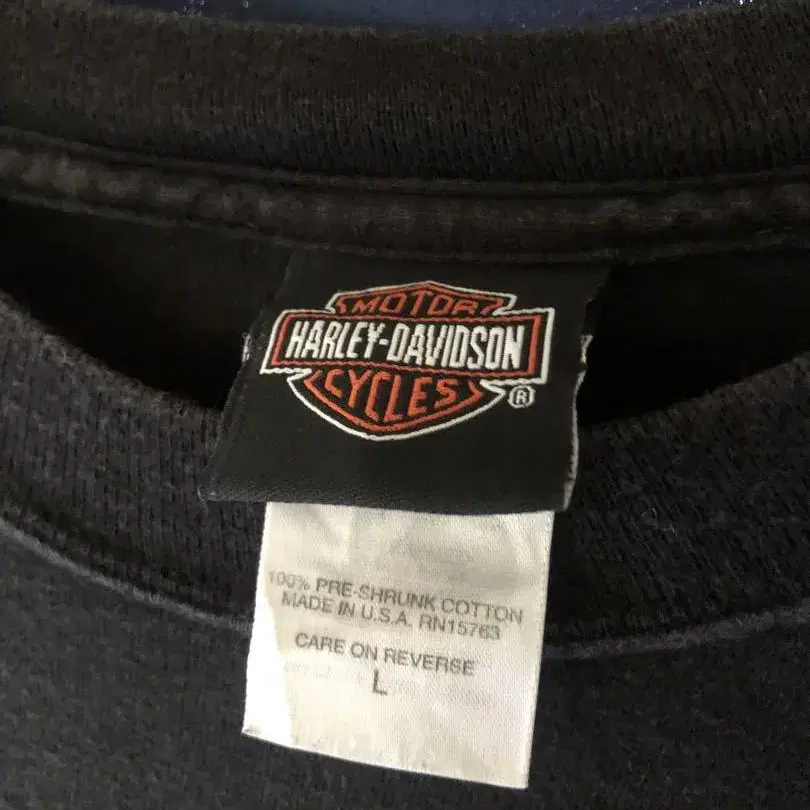 MOTOR
HARLEY-DAVIDSON
CYCLES
®
100% PRE-SHRUNK COTTON
MADE IN U.S.A. RN15763
CARE ON REVERSE
L